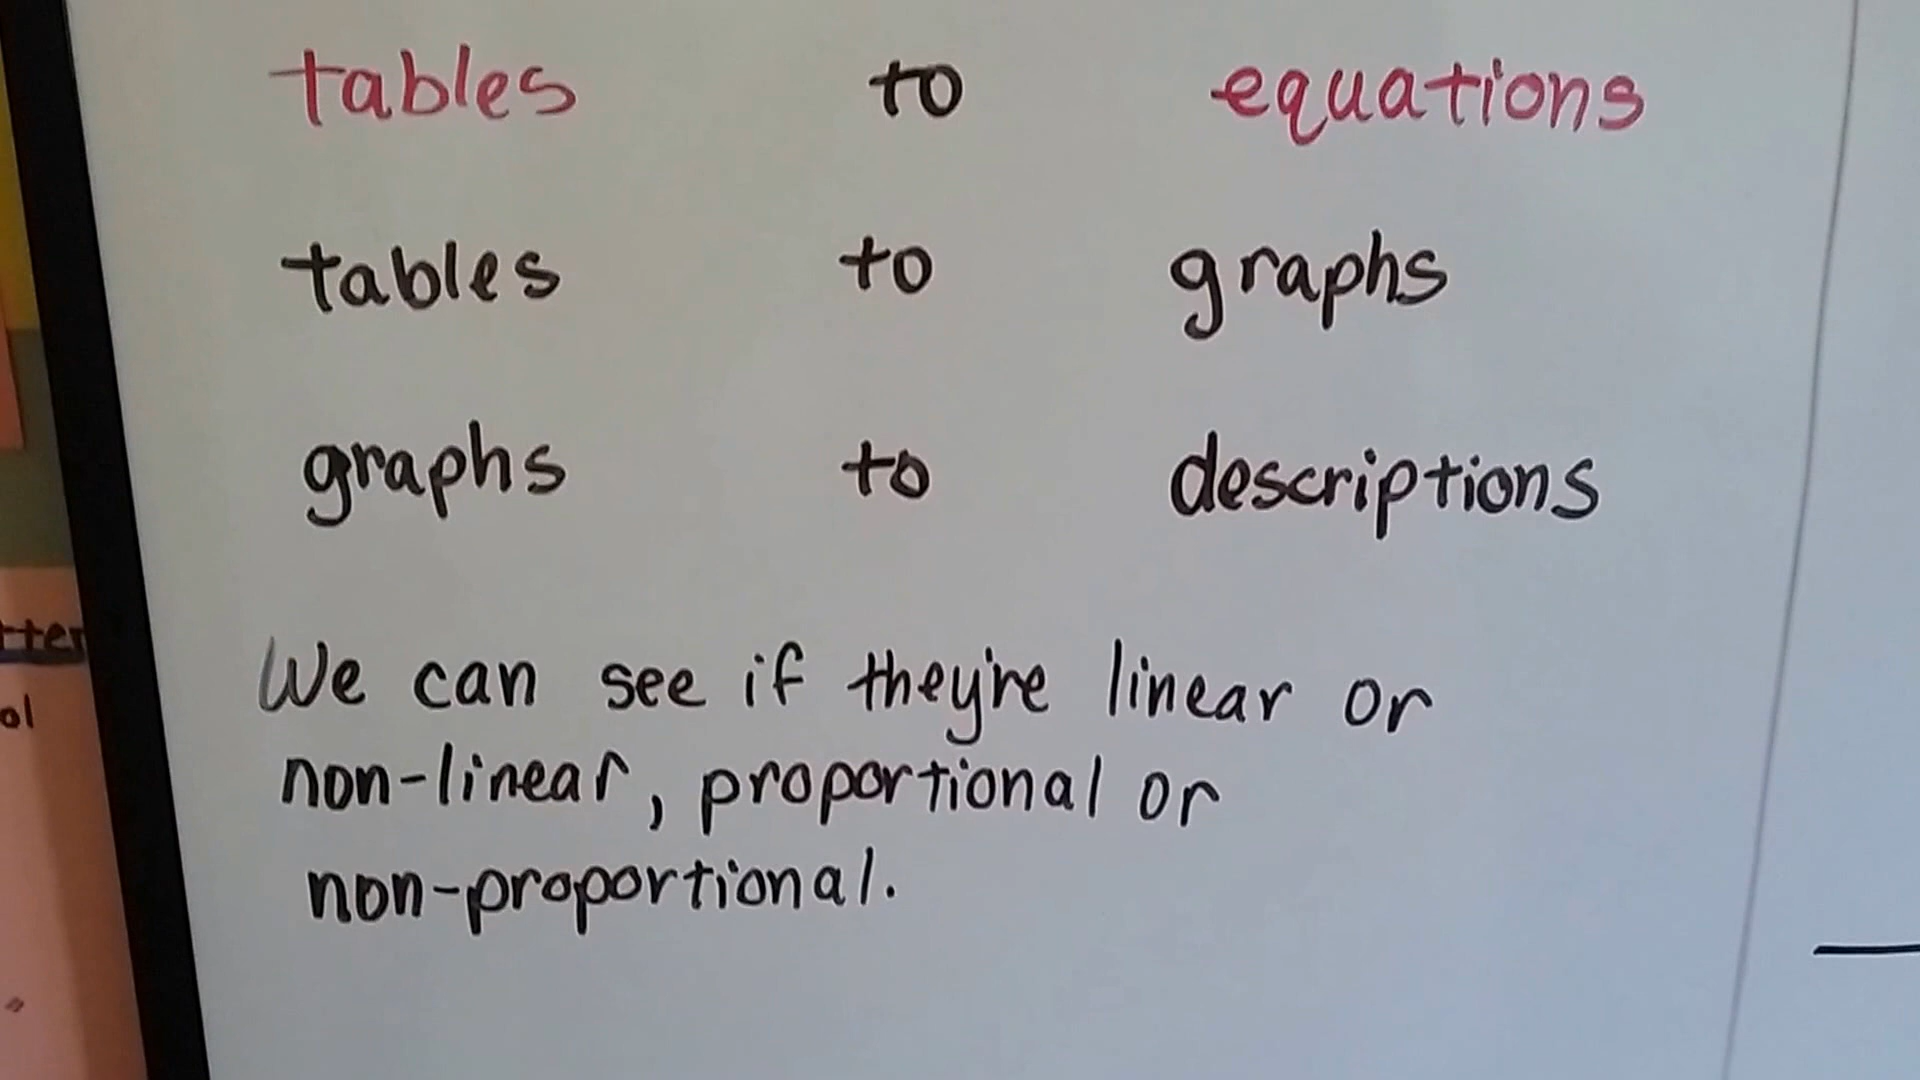 tables to equations
tables to graphs
graphs to descriptions
We can see if they're linear or
non-linear, proportional or
non-proportional.